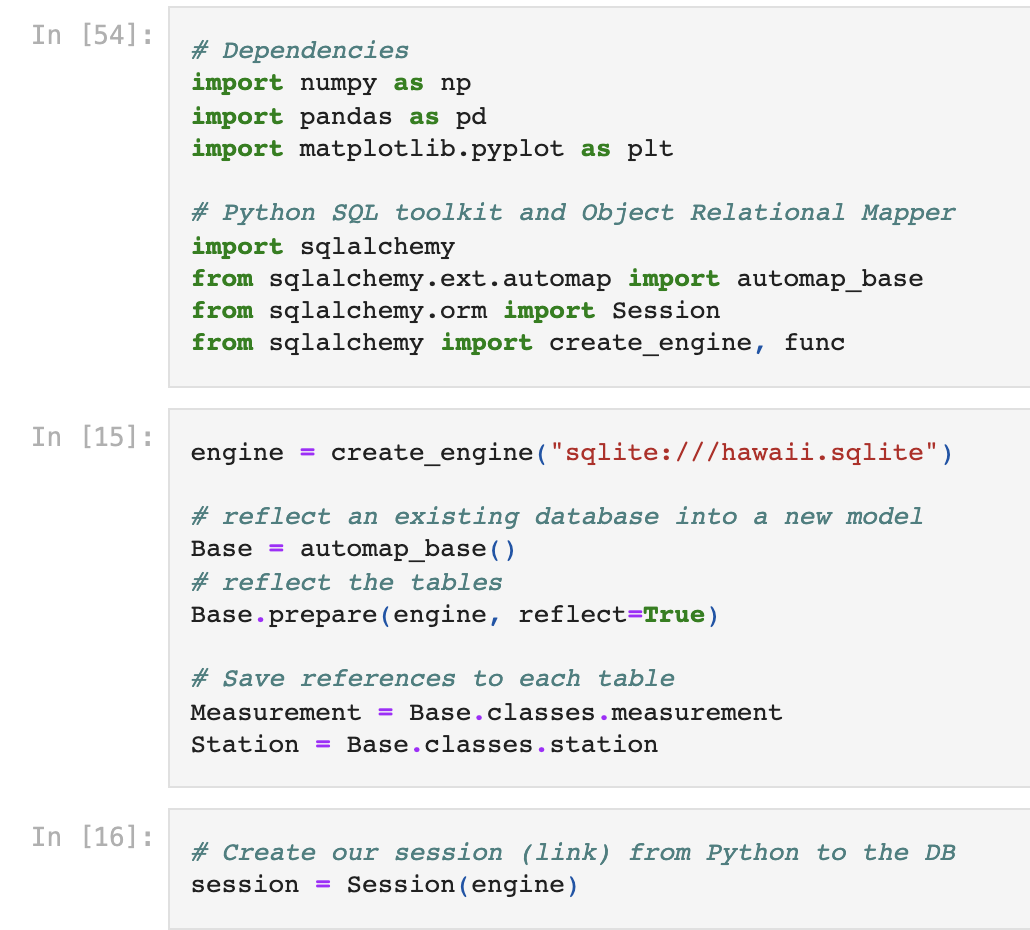 In [54]:
# Dependencies
import numpy as np
import pandas as pd
import matplotlib.pyplot as plt
# Python SQL toolkit and Object Relational Mapper
import sqlalchemy
from sqlalchemy.ext.automap import automap_base
from sqlalchemy.orm import Session
from sqlalchemy import create_engine, func
In [15]:
engine = create_engine("sqlite:///hawaii.sqlite")
# reflect an existing database into a new model
Base = automap_base()
# reflect the tables
Base.prepare(engine, reflect=True)
# Save references to each table
Measurement = Base.classes.measurement
Station = Base.classes.station
In [16]:
# Create our session (link) from Python to the DB
session = Session(engine)